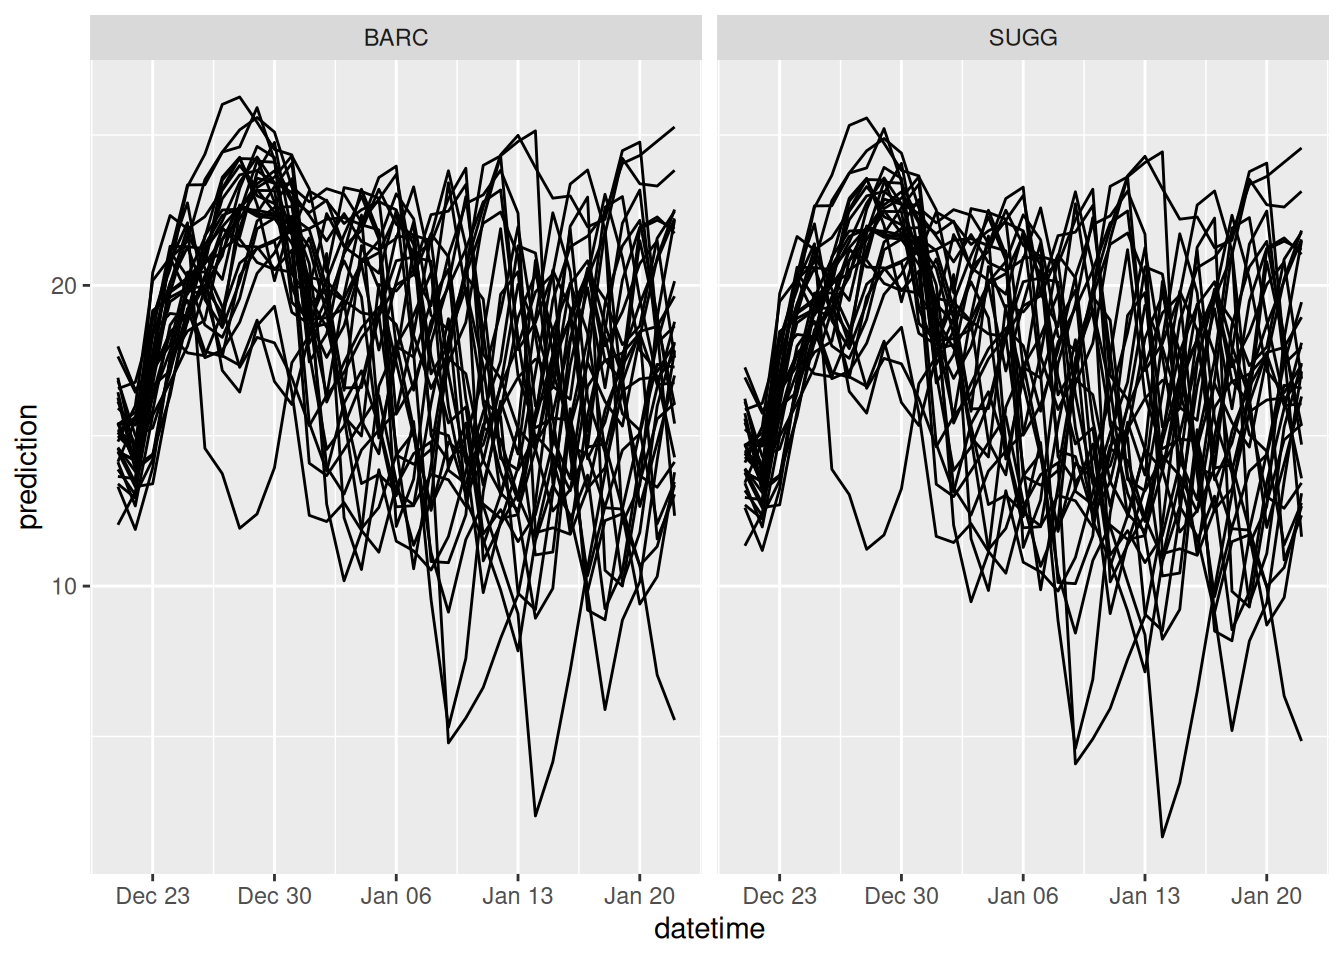 BARC
SUGG
prediction
20
10
Dec 23
Dec 30
Jan 06
Jan 13
Jan 20
Dec 23
Dec 30
Jan 06
Jan 13
Jan 20
datetime